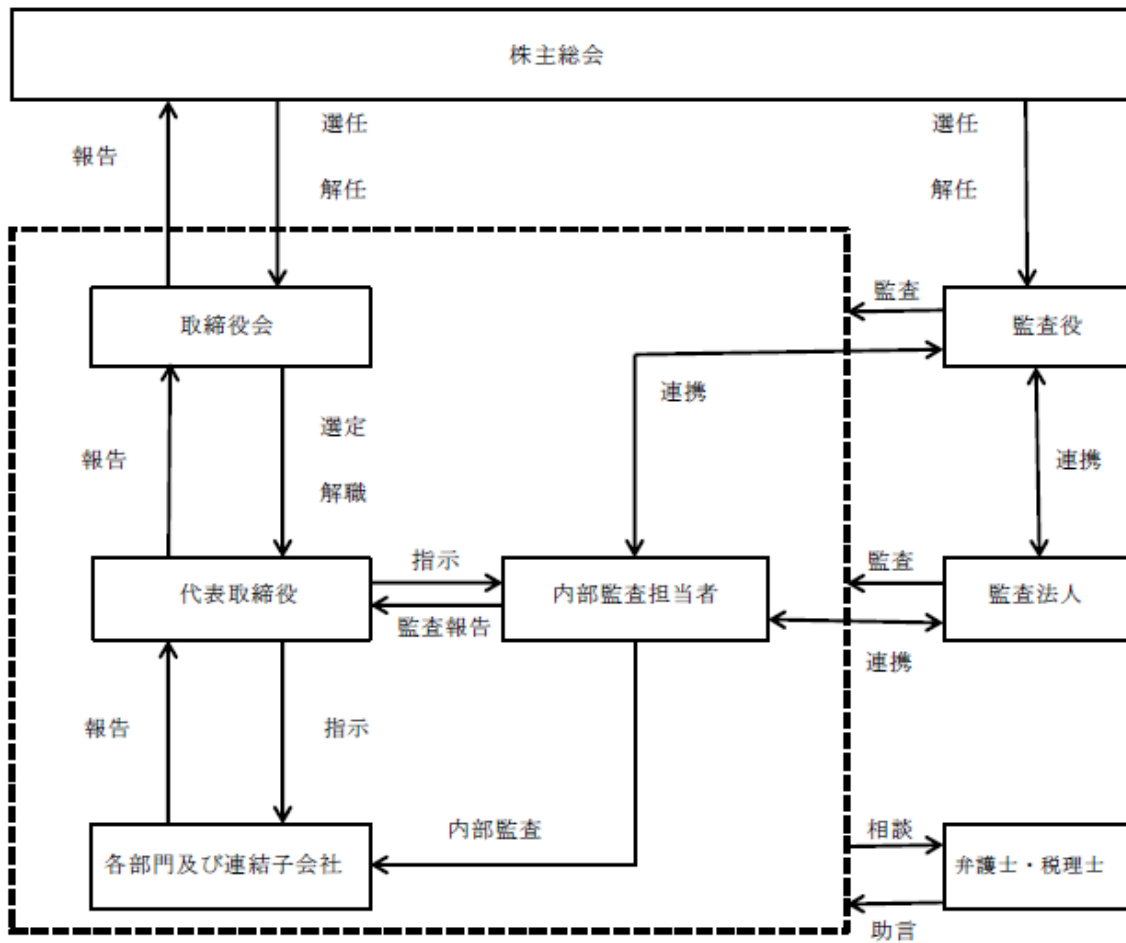 株主総会
選任
選任
報告
解任
解任
監査
取締役会
監査役
連携
選定
報告
連携
解職
指示
監査
代表取締役
内部監査担当者
監査法人
監査報告
連携
報告
指示
内部監査
相談
各部門及び連結子会社
弁護士・税理士
助言